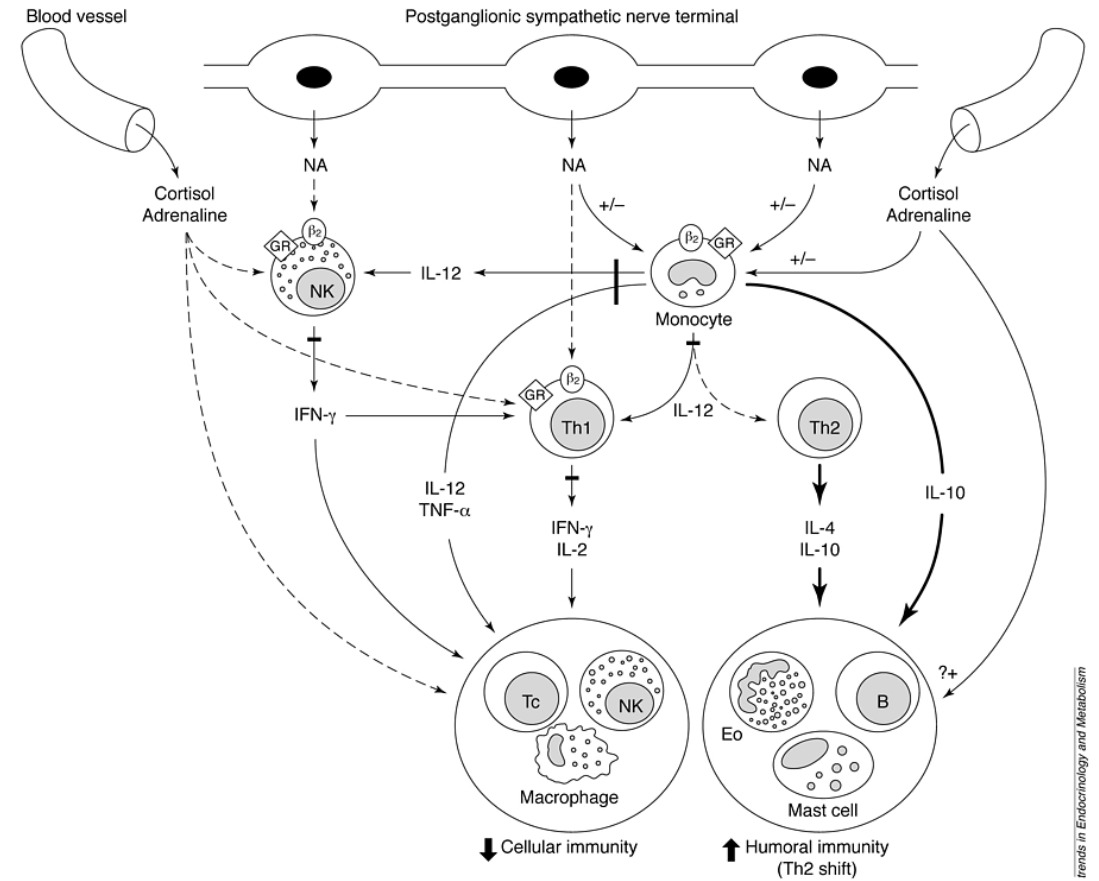 Blood vessel
Postganglionic sympathetic nerve terminal
NA
NA
NA
Cortisol
Adrenaline
Cortisol
Adrenaline
+/–
+/–
β2
GR
NK
IL-12
β2
GR
+/–
Monocyte
β2
GR
Th1
IL-12
Th2
IFN-γ
IL-12
TNF-α
IL-10
IFN-γ
IL-2
IL-4
IL-10
?+
Tc
NK
Macrophage
Eo
B
Mast cell
Cellular immunity
Humoral immunity
(Th2 shift)
trends in Endocrinology and Metabolism